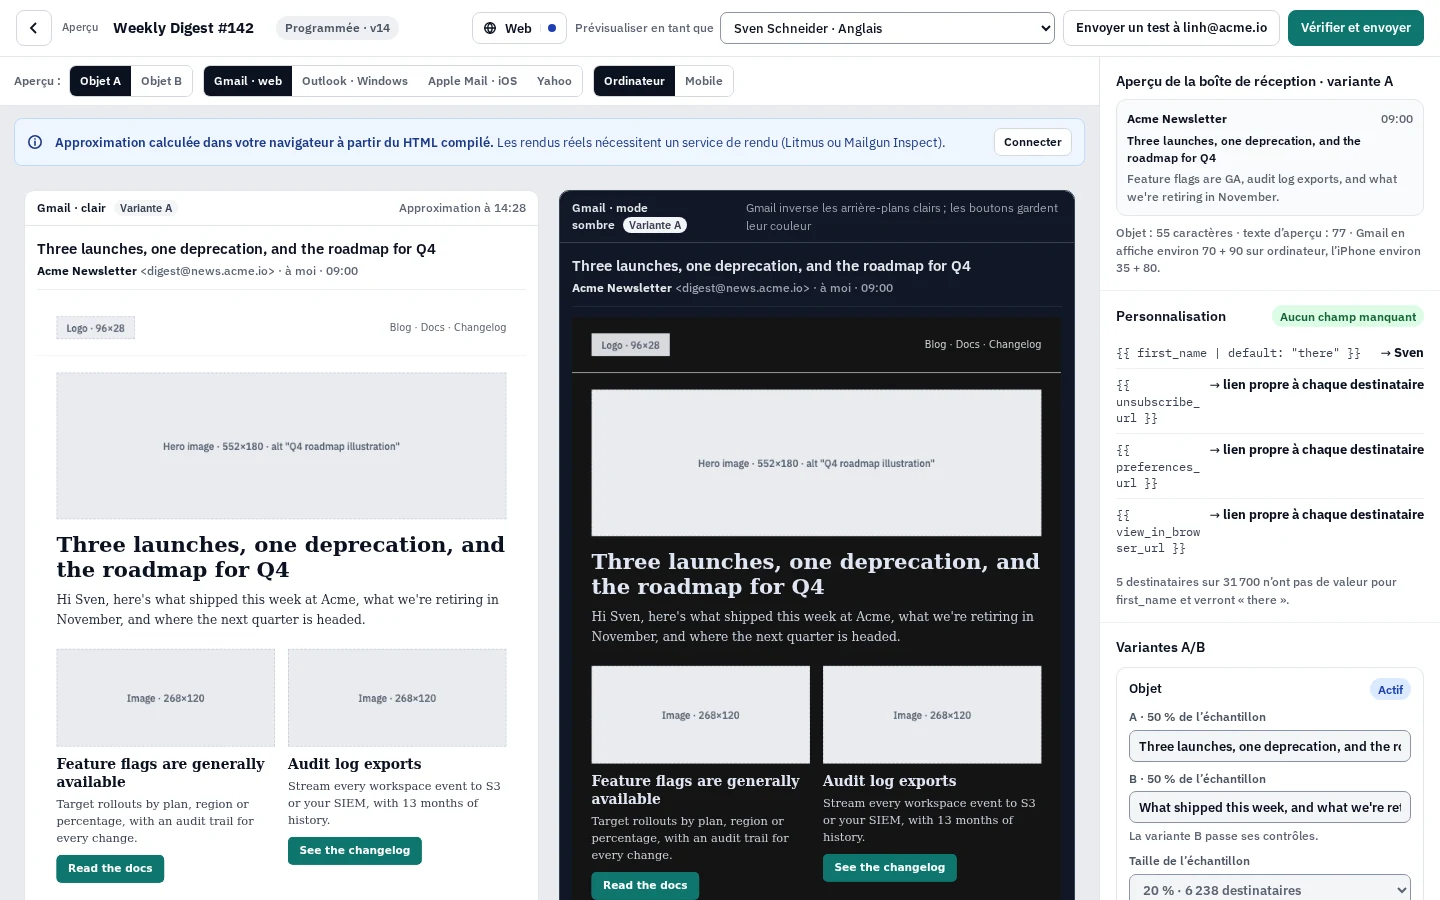 Aperçu
Weekly Digest #142
Programmée · v14
Web
Prévisualiser en tant que
Sven Schneider · Anglais
Envoyer un test à linh@acme.io
Vérifier et envoyer
Aperçu :
Objet A
Objet B
Gmail · web
Outlook · Windows
Apple Mail · iOS
Yahoo
Ordinateur
Mobile
Approximation calculée dans votre navigateur à partir du HTML compilé. Les rendus réels nécessitent un service de rendu (Litmus ou Mailgun Inspect).
Connecter
Gmail · clair
Variante A
Approximation à 14:28
Three launches, one deprecation, and the roadmap for Q4
Acme Newsletter <digest@news.acme.io> · à moi · 09:00
Logo · 96×28
Blog · Docs · Changelog
Hero image · 552×180 · alt "Q4 roadmap illustration"
Three launches, one deprecation, and
the roadmap for Q4
Hi Sven, here's what shipped this week at Acme, what we're retiring in
November, and where the next quarter is headed.
Image · 268×120
Feature flags are generally
available
Target rollouts by plan, region or
percentage, with an audit trail for
every change.
Read the docs
Image · 268×120
Audit log exports
Stream every workspace event to S3
or your SIEM, with 13 months of
history.
See the changelog
Gmail · mode
sombre
Variante A
Gmail inverse les arrière-plans clairs ; les boutons gardent
leur couleur
Three launches, one deprecation, and the roadmap for Q4
Acme Newsletter <digest@news.acme.io> · à moi · 09:00
Logo · 96×28
Blog · Docs · Changelog
Hero image · 552×180 · alt "Q4 roadmap illustration"
Three launches, one deprecation, and
the roadmap for Q4
Hi Sven, here's what shipped this week at Acme, what we're retiring in
November, and where the next quarter is headed.
Image · 268×120
Feature flags are generally
available
Target rollouts by plan, region or
percentage, with an audit trail for
every change.
Read the docs
Image · 268×120
Audit log exports
Stream every workspace event to S3
or your SIEM, with 13 months of
history.
See the changelog
Aperçu de la boîte de réception · variante A
Acme Newsletter
09:00
Three launches, one deprecation, and the
roadmap for Q4
Feature flags are GA, audit log exports, and what
we're retiring in November.
Objet : 55 caractères · texte d’aperçu : 77 · Gmail en
affiche environ 70 + 90 sur ordinateur, l’iPhone environ
35 + 80.
Personnalisation
Aucun champ manquant
{{ first_name | default: "there" }}
→ Sven
{{
unsubscribe_
url }}
→ lien propre à chaque destinataire
{{
preferences_
url }}
→ lien propre à chaque destinataire
{{
view_in_brow
ser_url }}
→ lien propre à chaque destinataire
5 destinataires sur 31 700 n’ont pas de valeur pour
first_name et verront « there ».
Variantes A/B
Objet
Actif
A · 50 % de l’échantillon
Three launches, one deprecation, and the ro
B · 50 % de l’échantillon
What shipped this week, and what we're ret
La variante B passe ses contrôles.
Taille de l’échantillon
20 % · 6 238 destinataires